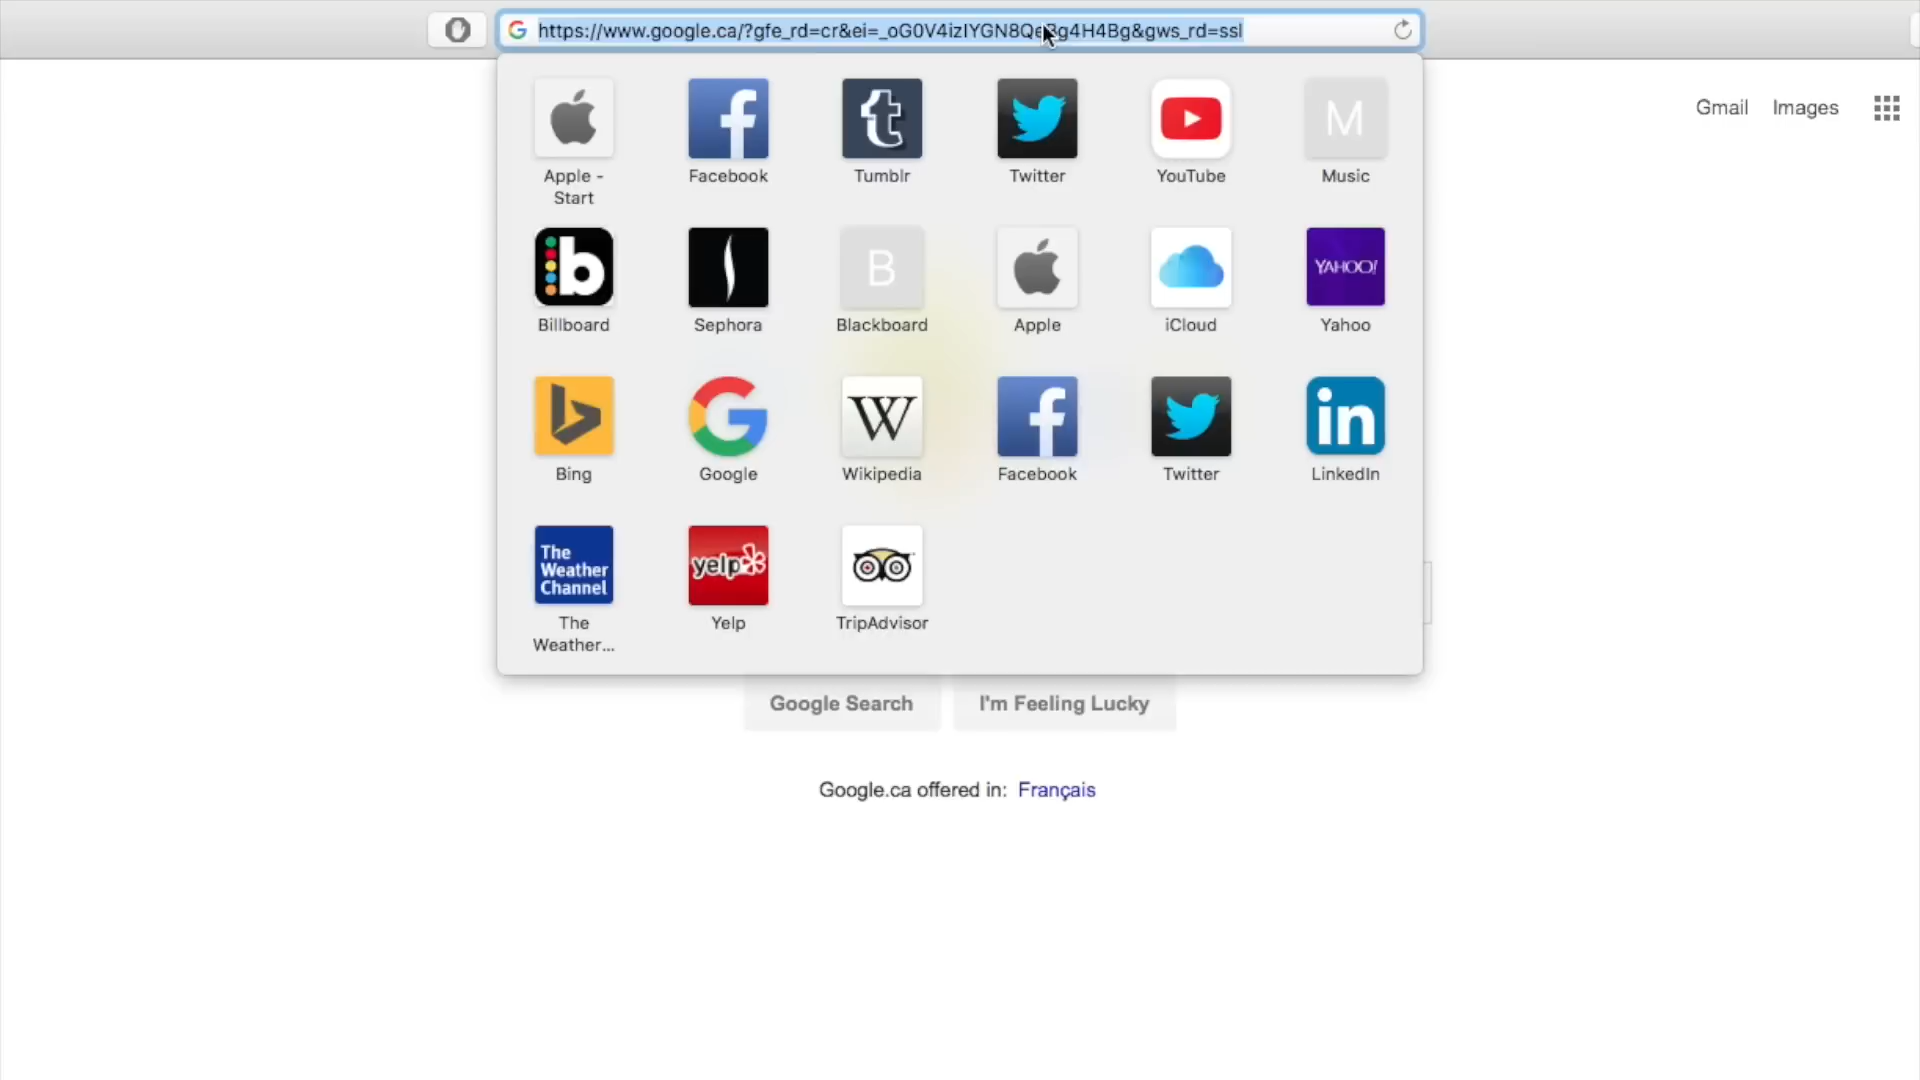 https://www.google.ca/?gfe_rd=cr&ei=_oG0V4izIYGN8QeBg4H4Bg&gws_rd=ssl
Gmail Images
Apple - Start
Facebook
Tumblr
Twitter
YouTube
M
Music
b
Billboard
Sephora
B
Blackboard
Apple
iCloud
YAHOO!
Yahoo
Bing
Google
W
Wikipedia
Facebook
Twitter
in
LinkedIn
The
Weather
Channel
The
Weather...
yelp
Yelp
TripAdvisor
Google Search I'm Feeling Lucky
Google.ca offered in: Français